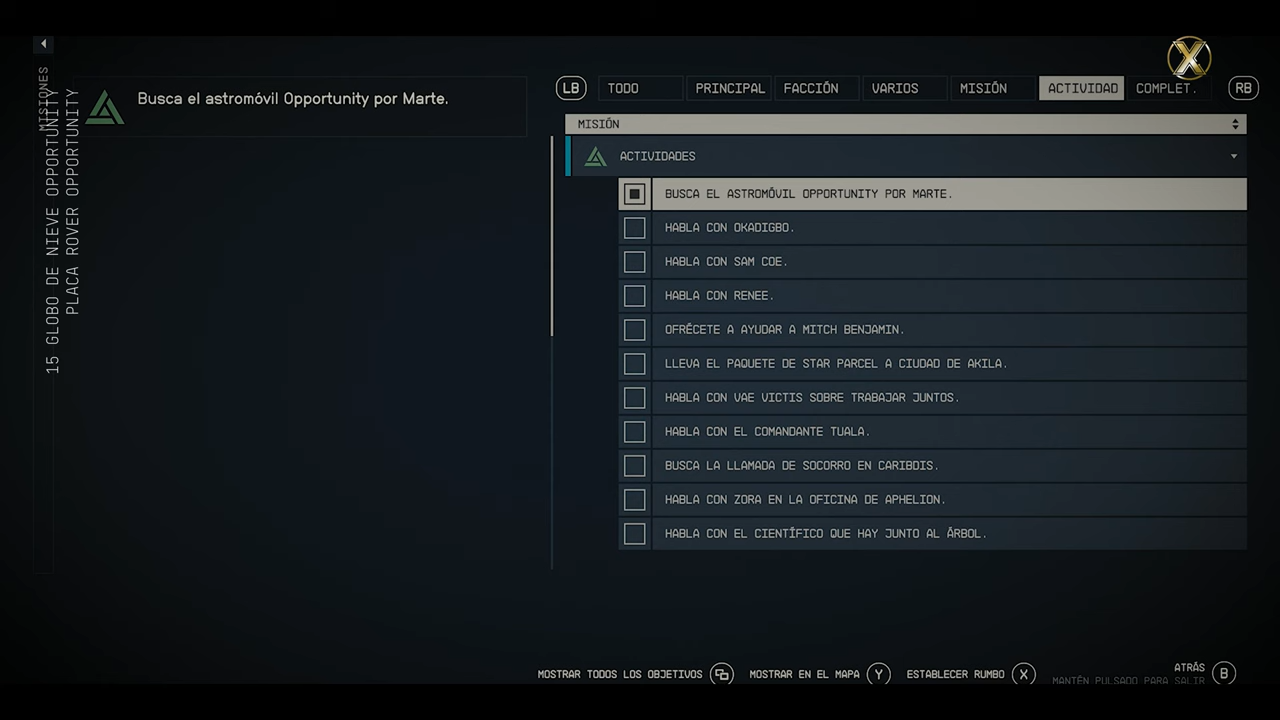 MISIONES
15 GLOBO DE NIEVE OPPORTUNITY
PLACA ROVER OPPORTUNITY
Busca el astromóvil Opportunity por Marte.
LB
TODO
PRINCIPAL
FACCIÓN
VARIOS
MISIÓN
ACTIVIDAD
COMPLET.
RB
X
MISIÓN
ACTIVIDADES
BUSCA EL ASTROMÓVIL OPPORTUNITY POR MARTE.
HABLA CON OKADIGBO.
HABLA CON SAM COE.
HABLA CON RENEE.
OFRÉCETE A AYUDAR A MITCH BENJAMIN.
LLEVA EL PAQUETE DE STAR PARCEL A CIUDAD DE AKILA.
HABLA CON VAE VICTIS SOBRE TRABAJAR JUNTOS.
HABLA CON EL COMANDANTE TUALA.
BUSCA LA LLAMADA DE SOCORRO EN CARIBDIS.
HABLA CON ZORA EN LA OFICINA DE APHELION.
HABLA CON EL CIENTÍFICO QUE HAY JUNTO AL ÁRBOL.
MOSTRAR TODOS LOS OBJETIVOS
MOSTRAR EN EL MAPA Y
ESTABLECER RUMBO X
ATRÁS B
MANTÉN PULSADO PARA SALIR